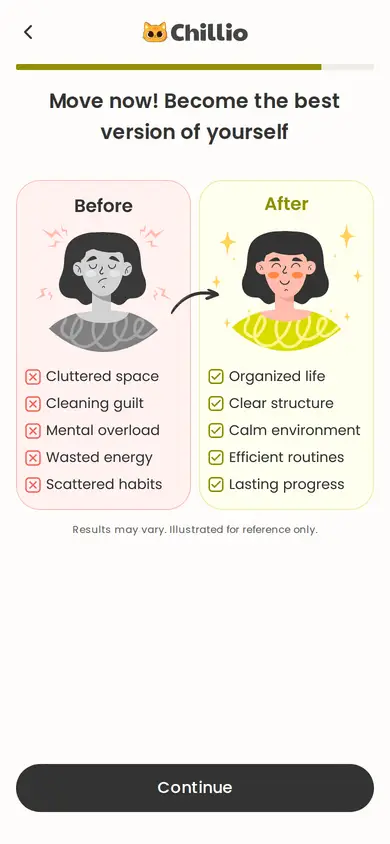 Chillio
Move now! Become the best
version of yourself
Before
Cluttered space
Cleaning guilt
Mental overload
Wasted energy
Scattered habits
After
Organized life
Clear structure
Calm environment
Efficient routines
Lasting progress
Results may vary. Illustrated for reference only.
Continue